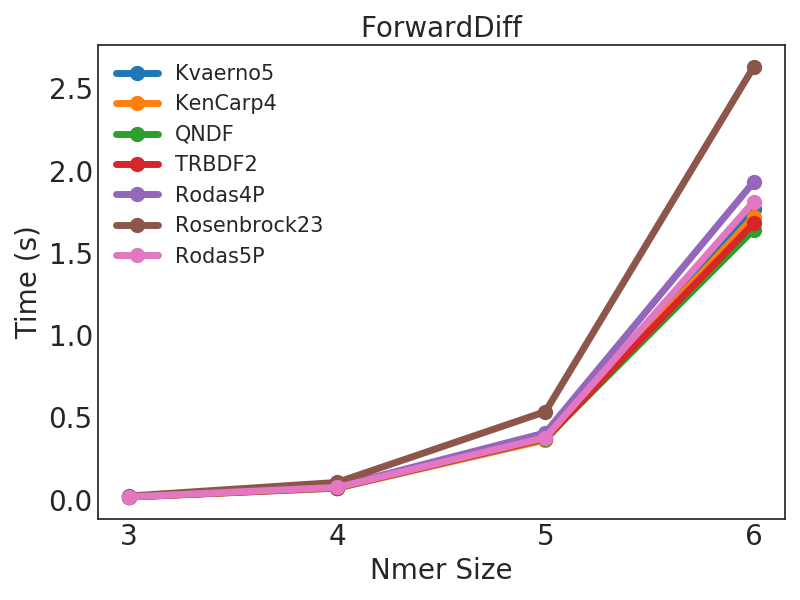 ForwardDiff
Kvaerno5
KenCarp4
QNDF
TRBDF2
Rodas4P
Rosenbrock23
Rodas5P
Time (s)
2.5
2.0
1.5
1.0
0.5
0.0
3 4 5 6
Nmer Size